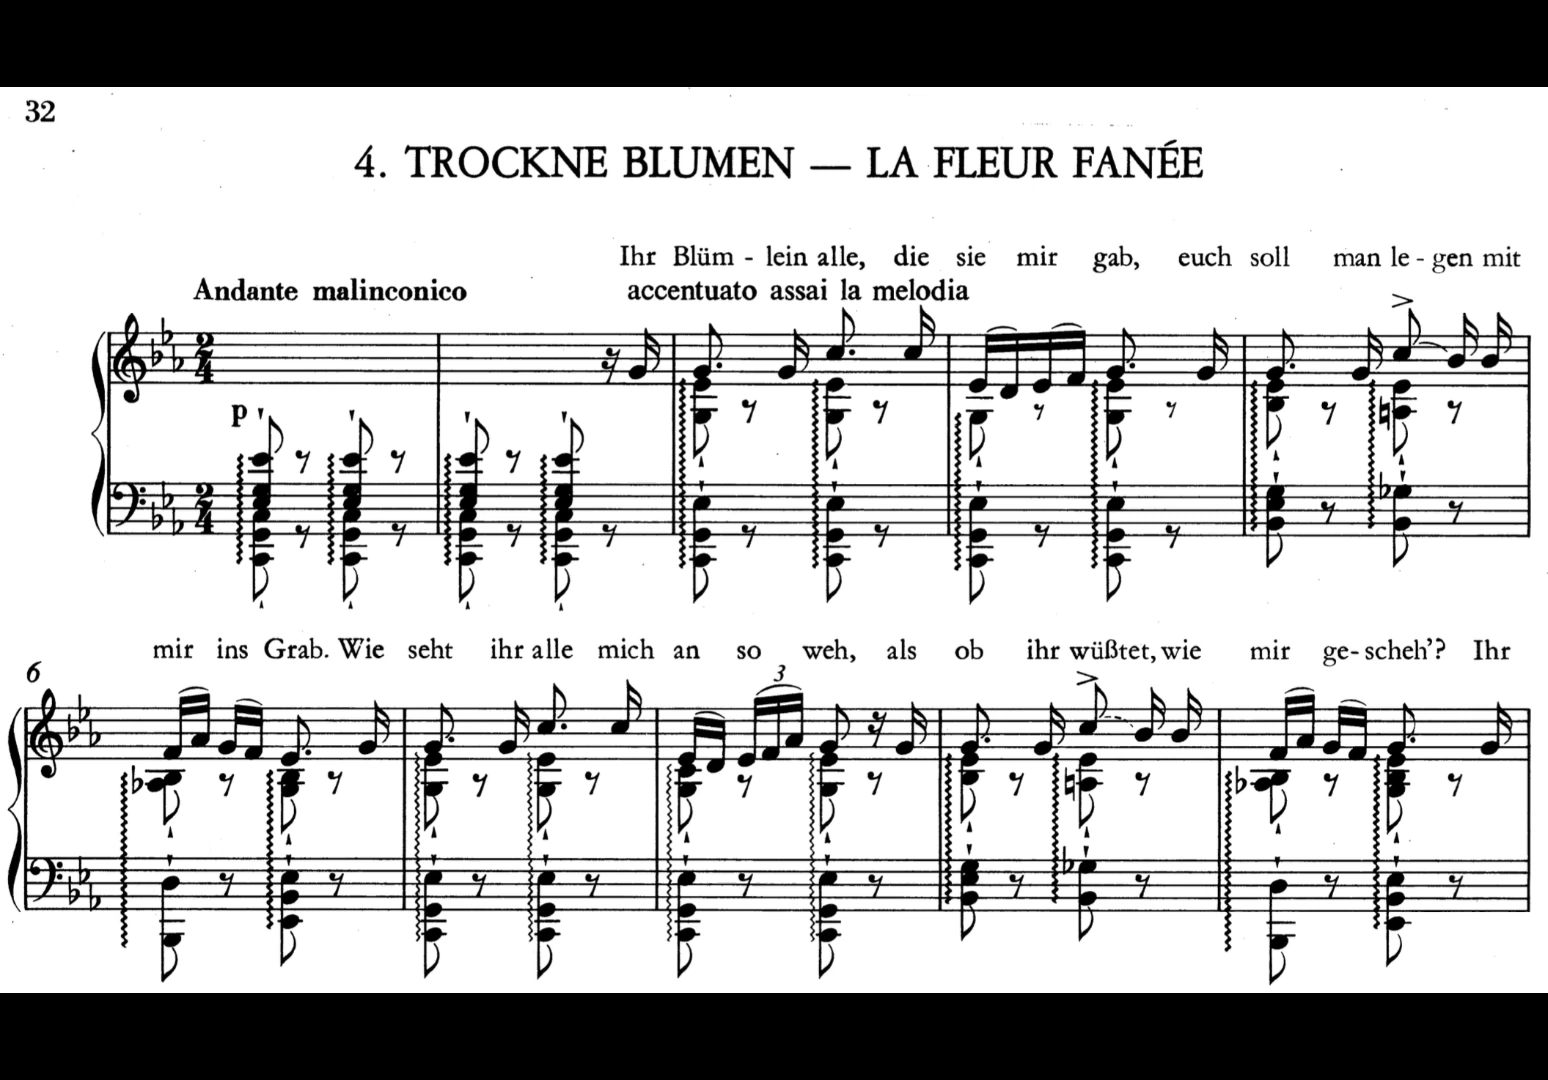 32
4. TROCKNE BLUMEN — LA FLEUR FANÉE
Ihr Blüm - lein alle, die sie mir gab, euch soll man le - gen mit
Andante malinconico accentuato assai la melodia
p
mir ins Grab. Wie seht ihr alle mich an so weh, als ob ihr wüßtet, wie mir ge - scheh'? Ihr
6
3